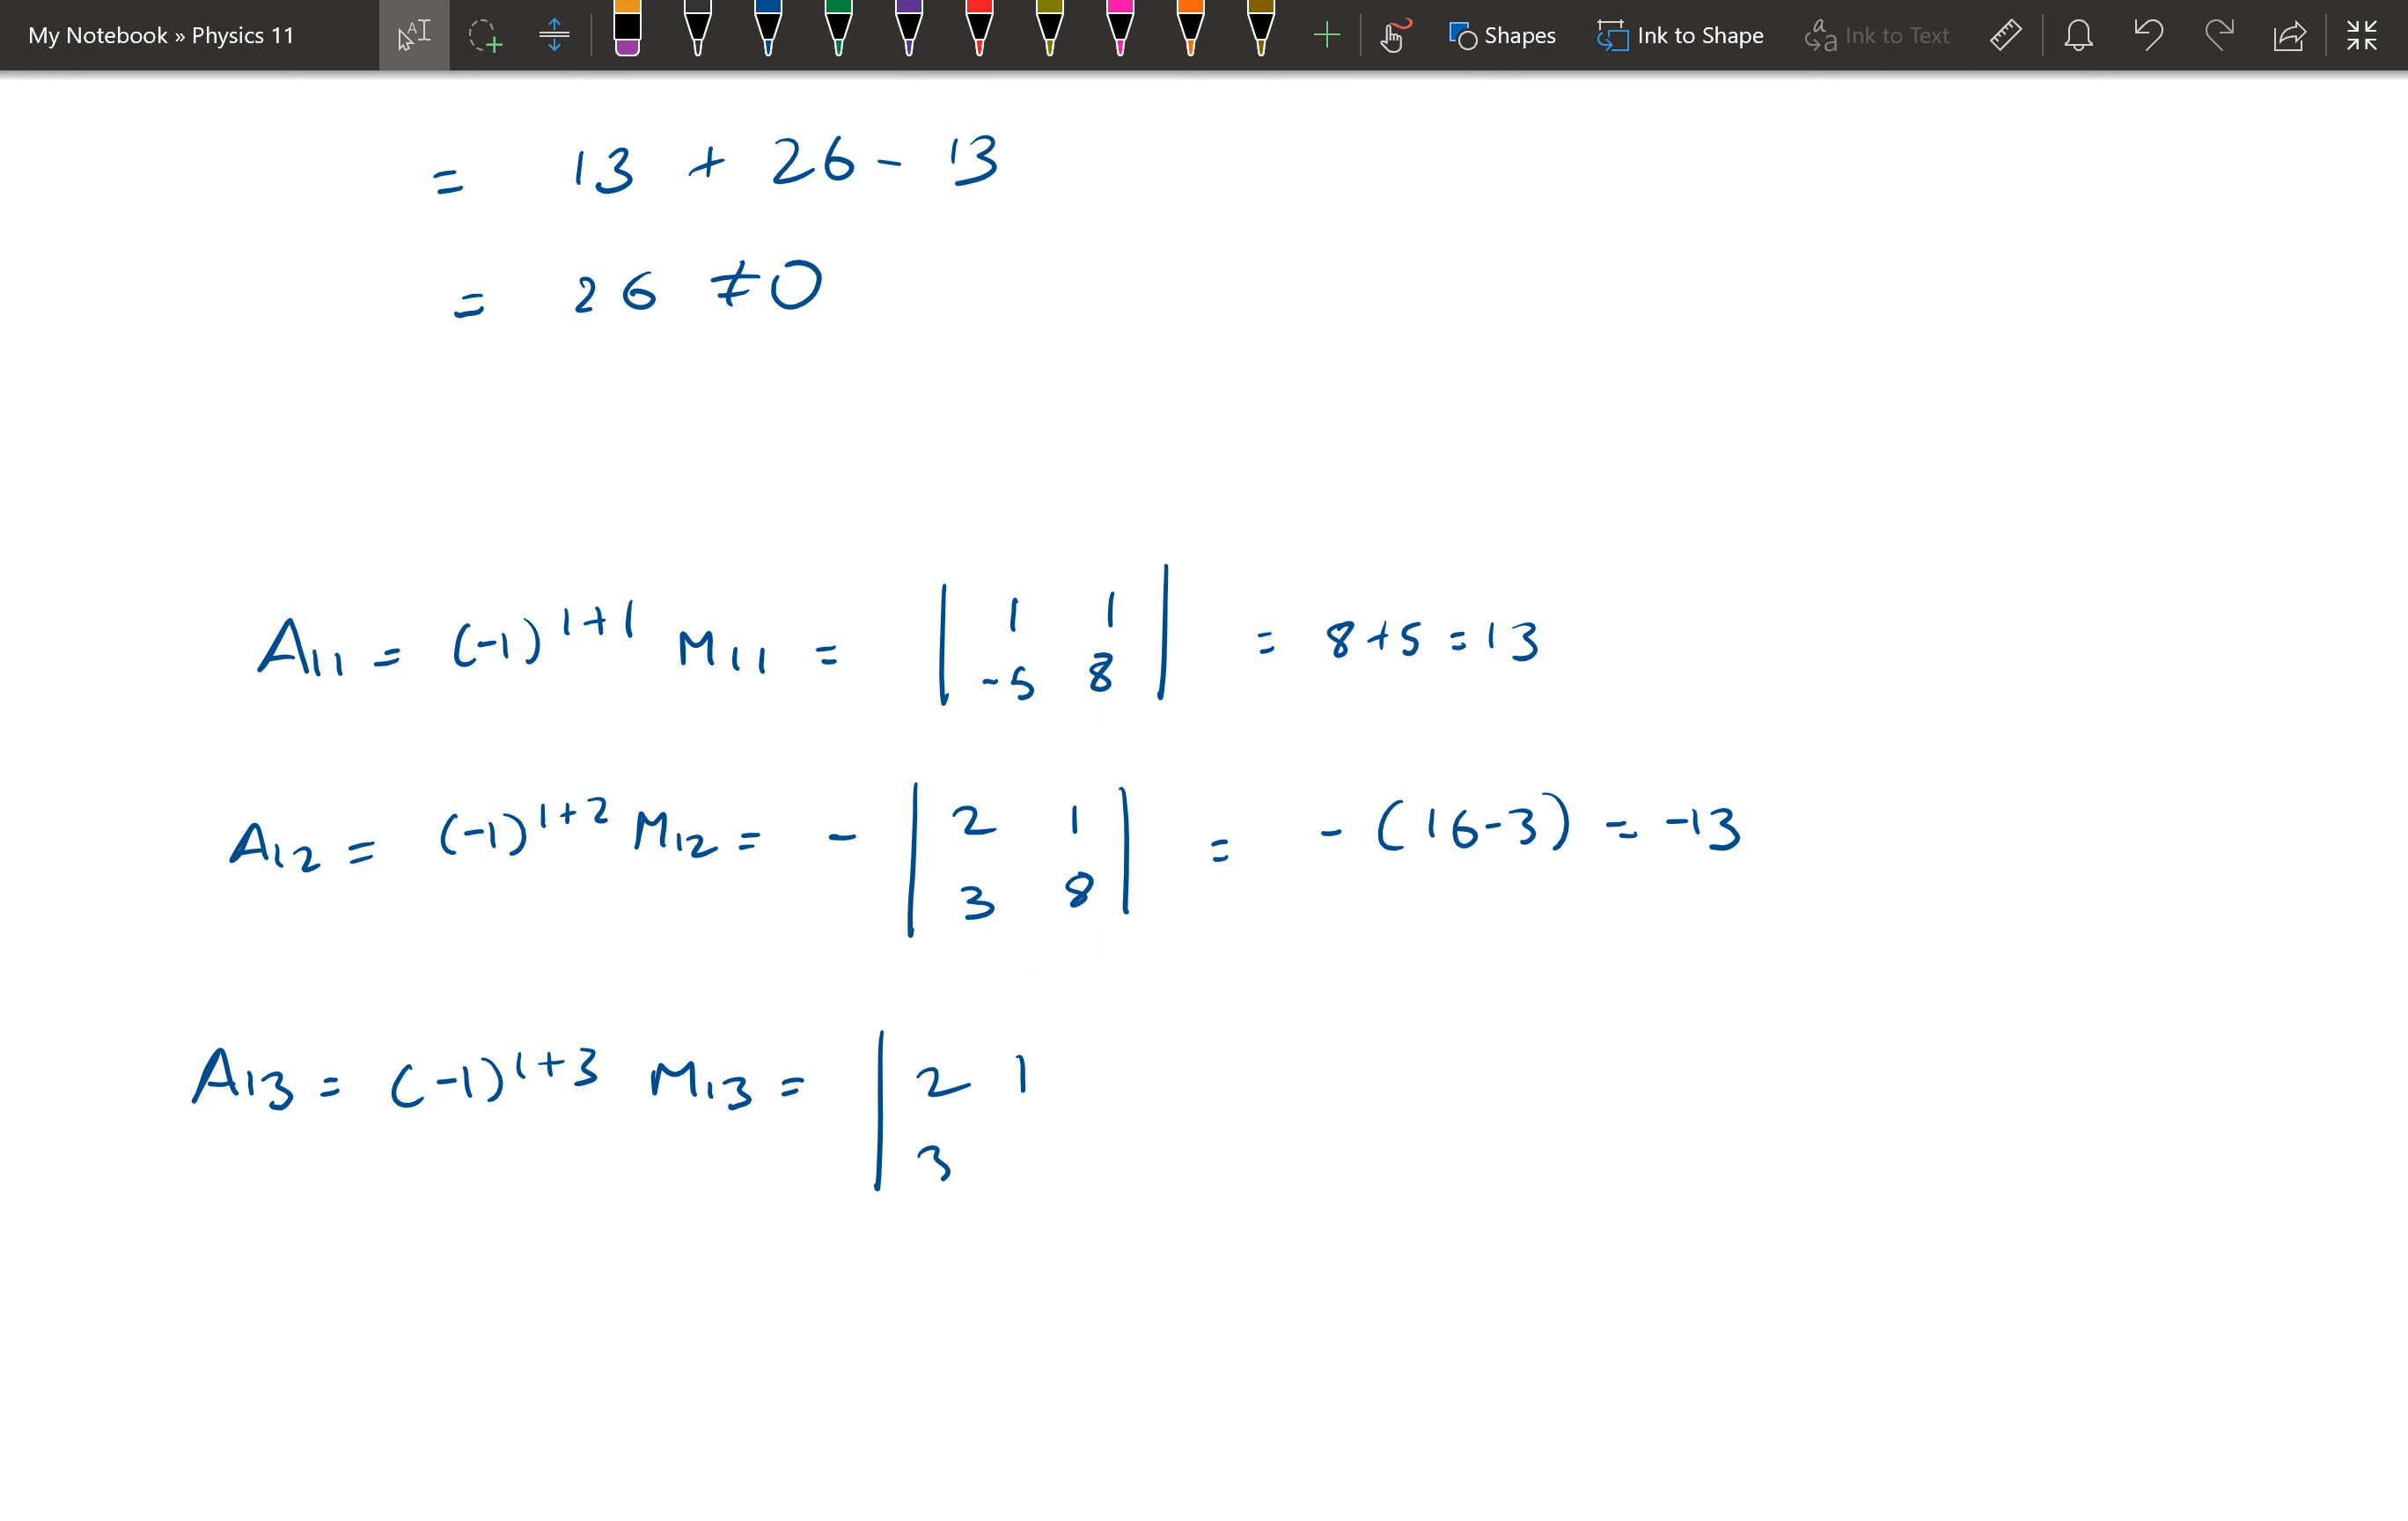 My Notebook » Physics 11 Shapes Ink to Shape Ink to Text
= 13 + 26 - 13
= 26 ≠ 0
A11 = (-1)^1+1 M11 = | 1 1 | = 8+5 = 13
-5 8
A12 = (-1)^1+2 M12 = - | 2 1 | = - (16-3) = -13
3 8
A13 = (-1)^1+3 M13 = | 2 1
3